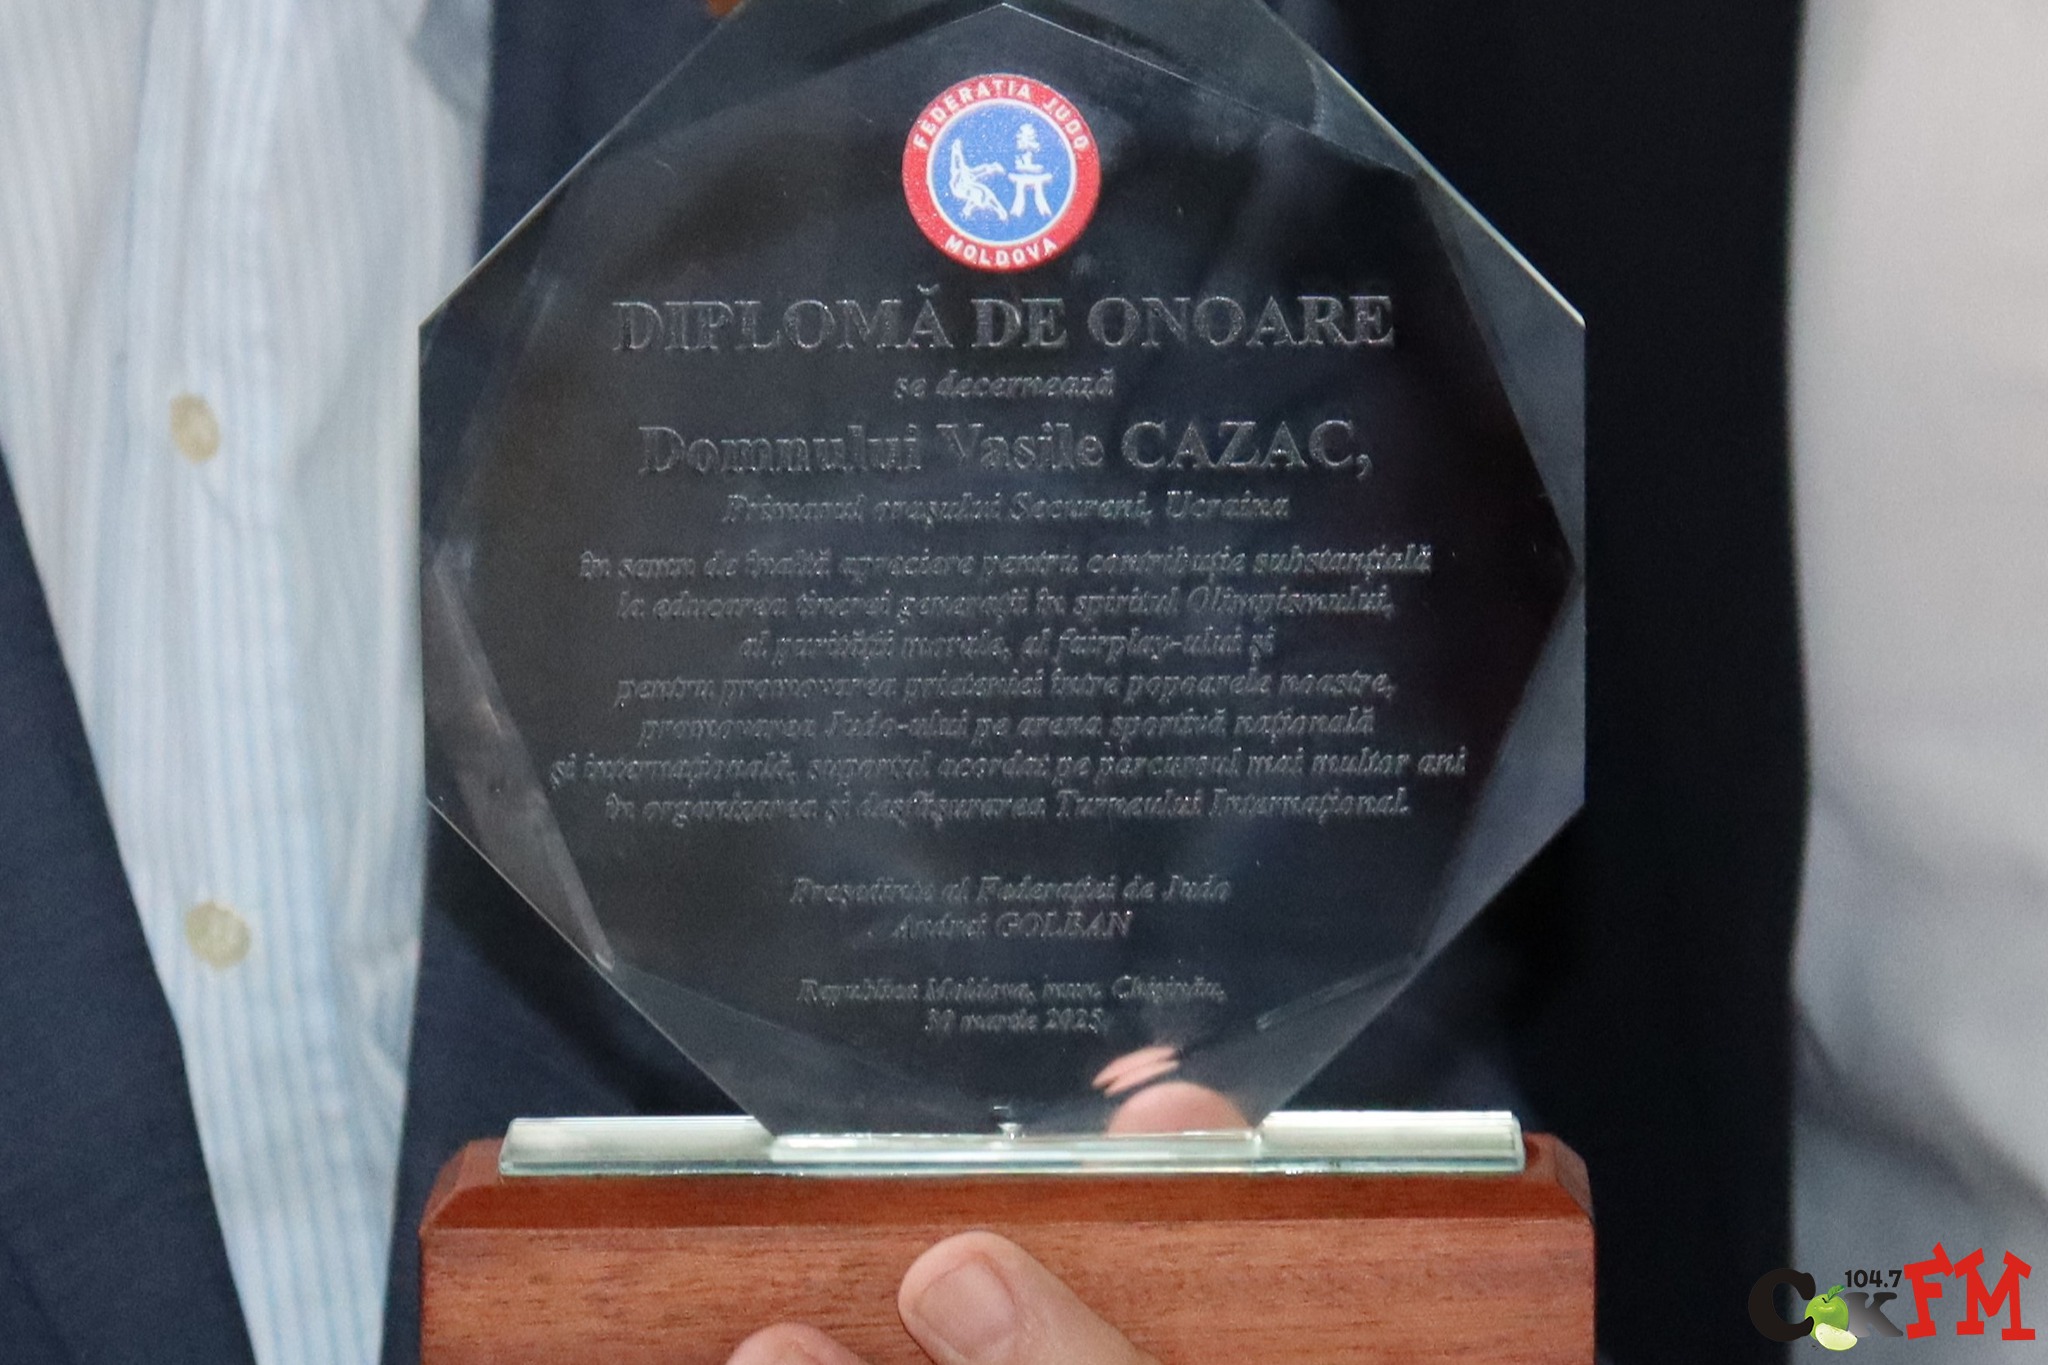 FEDERAȚIA JUDO
MOLDOVA
DIPLOMĂ DE ONOARE
se decernează
Domnului Vasile CAZAC,
Primarul orașului Secureni, Ucraina
în semn de înaltă apreciere pentru contribuție substanțială
la educarea tinerei generații în spiritul Olimpismului,
al purității morale, al fairplay-ului și
pentru promovarea prieteniei între popoarele noastre,
promovarea Judo-ului pe arena sportivă națională
și internațională, suportul acordat pe parcursul mai multor ani
în organizarea și desfășurarea Turneului Internațional.
Președinte al Federației de Judo
Andrei GOLBAN
Republica Moldova, mun. Chișinău,
30 martie 2025
104.7
СОК FM